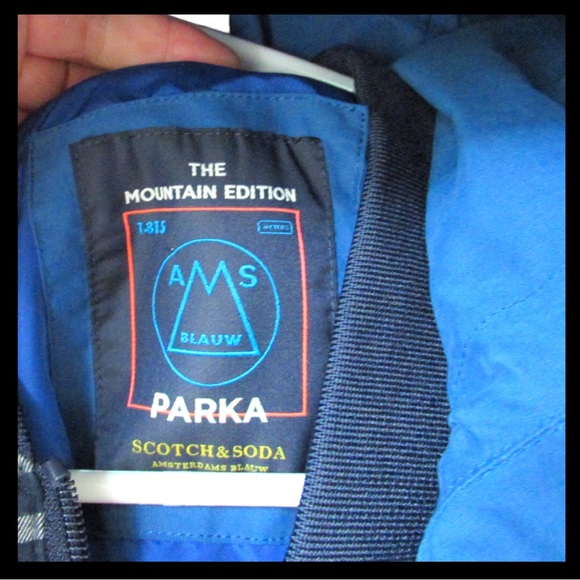 THE
MOUNTAIN EDITION
1.815 METERS
AMS
BLAUW
PARKA
SCOTCH & SODA
AMSTERDAMS BLAUW